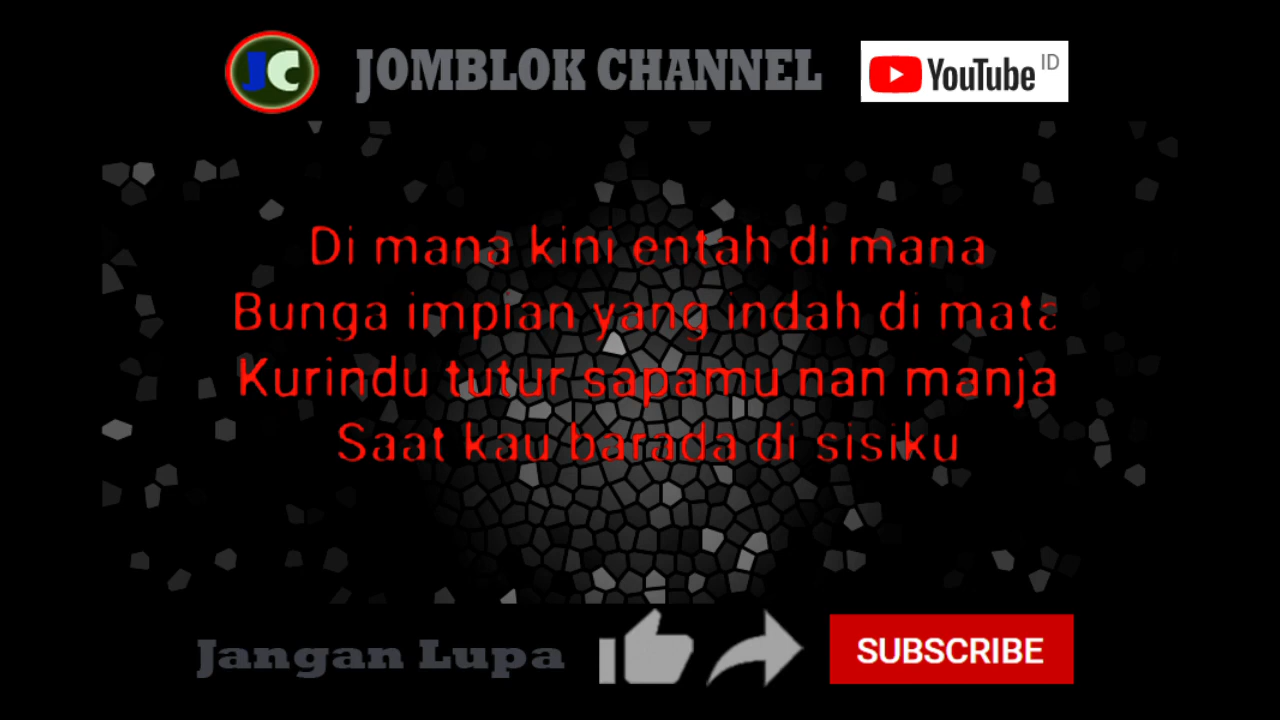 JC JOMBLOK CHANNEL YouTube ID
Di mana kini entah di mana
Bunga impian yang indah di mata
Kurindu tutur sapamu nan manja
Saat kau barada di sisiku
Jangan Lupa SUBSCRIBE